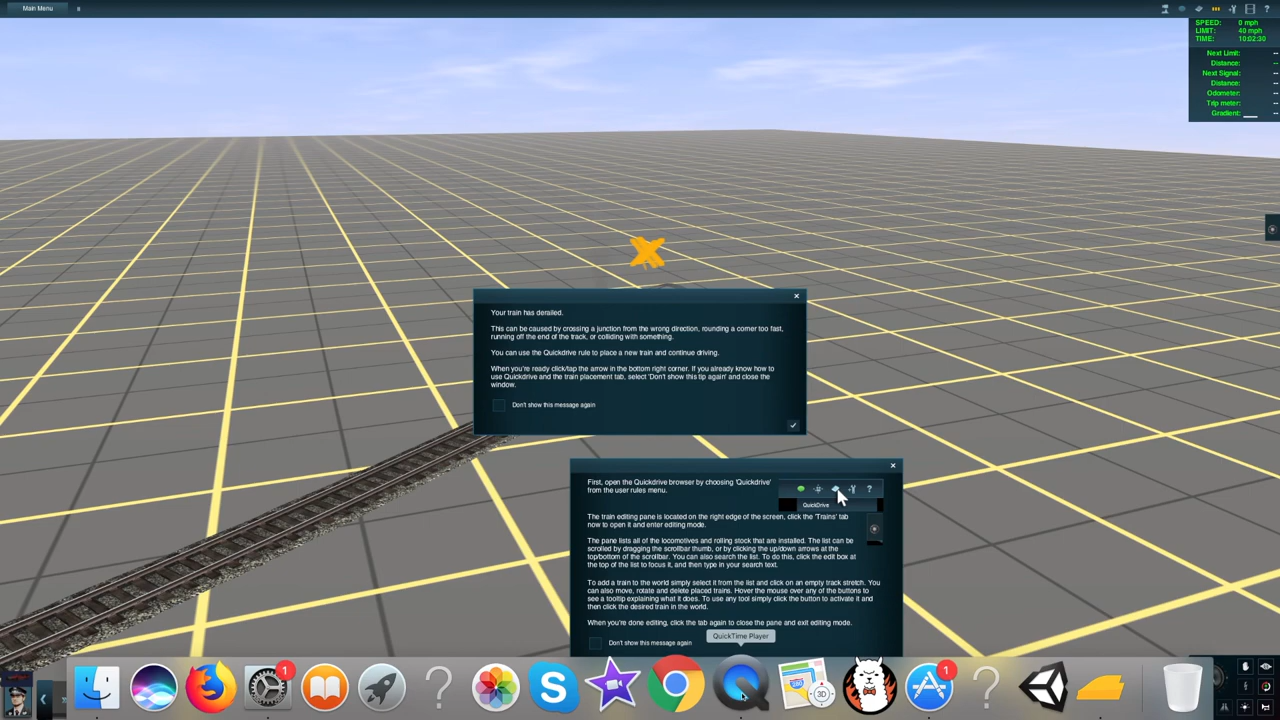 Main Menu
SPEED: 0 mph
LIMIT: 40 mph
TIME: 10:02:30
Next Limit: --
Distance: --
Next Signal: --
Distance: --
Odometer: --
Trip meter: --
Gradient: --
Your train has derailed.
This can be caused by crossing a junction from the wrong direction, rounding a corner too fast,
running off the end of the track, or colliding with something.
You can use the Quickdrive rule to place a new train and continue driving.
When you're ready click/tap the arrow in the bottom right corner. If you already know how to
use Quickdrive and the train placement tab, select 'Don't show this tip again' and close the
window.
Don't show this message again
First, open the Quickdrive browser by choosing 'Quickdrive'
from the user rules menu.
?
QuickDrive
The train editing pane is located on the right edge of the screen, click the 'Trains' tab
now to open it and enter editing mode.
The pane lists all of the locomotives and rolling stock that are installed. The list can be
scrolled by dragging the scrollbar thumb, or by clicking the up/down arrows at the
top/bottom of the scrollbar. You can also search the list. To do this, click the edit box at
the top of the list to focus it, and then type in your search text.
To add a train to the world simply select it from the list and click on an empty track stretch. You
can also move, rotate and delete placed trains. Hover the mouse over any of the buttons to
see a tooltip explaining what it does. To use any tool simply click the button to activate it and
then click the desired train in the world.
When you're done editing, click the tab again to close the pane and exit editing mode.
Don't show this message again
QuickTime Player
1
?
S
3D
1
?